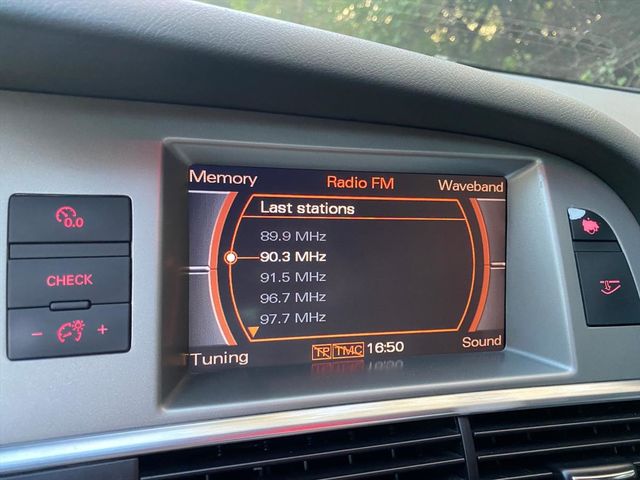 Memory
Radio FM
Waveband
Last stations
89.9 MHz
90.3 MHz
91.5 MHz
96.7 MHz
97.7 MHz
Tuning
TP TMC 16:50
Sound
0.0
CHECK
- +